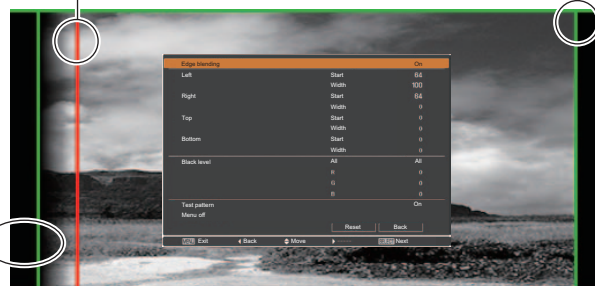 Edge blending On
Left Start 64
Width 100
Right Start 64
Width 0
Top Start 0
Width 0
Bottom Start 0
Width 0
Black level All All
R 0
G 0
B 0
Test pattern On
Menu off
Reset Back
MENU Exit Back Move ----- SELECT Next